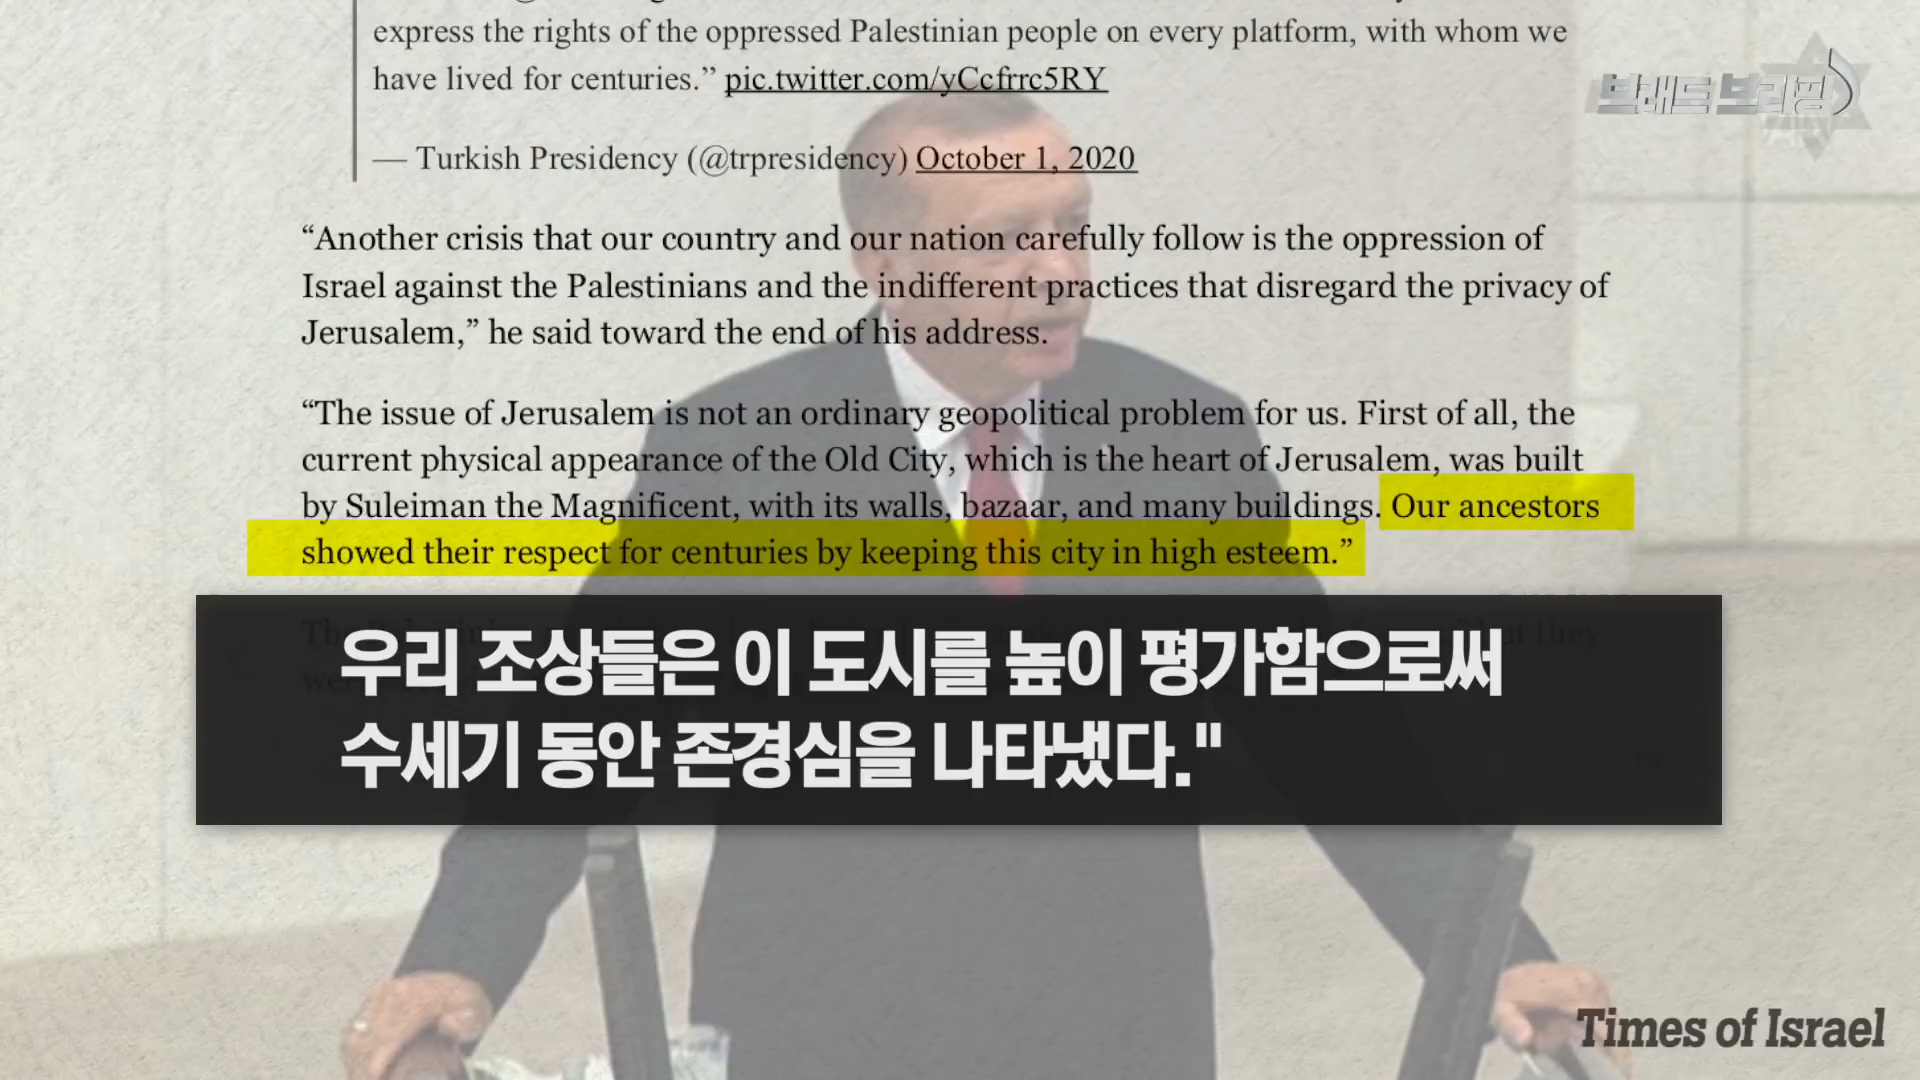 express the rights of the oppressed Palestinian people on every platform, with whom we
have lived for centuries.” pic.twitter.com/yCcfrrc5RY
브래드 브리핑
— Turkish Presidency (@trpresidency) October 1, 2020
“Another crisis that our country and our nation carefully follow is the oppression of
Israel against the Palestinians and the indifferent practices that disregard the privacy of
Jerusalem,” he said toward the end of his address.
“The issue of Jerusalem is not an ordinary geopolitical problem for us. First of all, the
current physical appearance of the Old City, which is the heart of Jerusalem, was built
by Suleiman the Magnificent, with its walls, bazaar, and many buildings. Our ancestors
showed their respect for centuries by keeping this city in high esteem.”
우리 조상들은 이 도시를 높이 평가함으로써
수세기 동안 존경심을 나타냈다."
Times of Israel